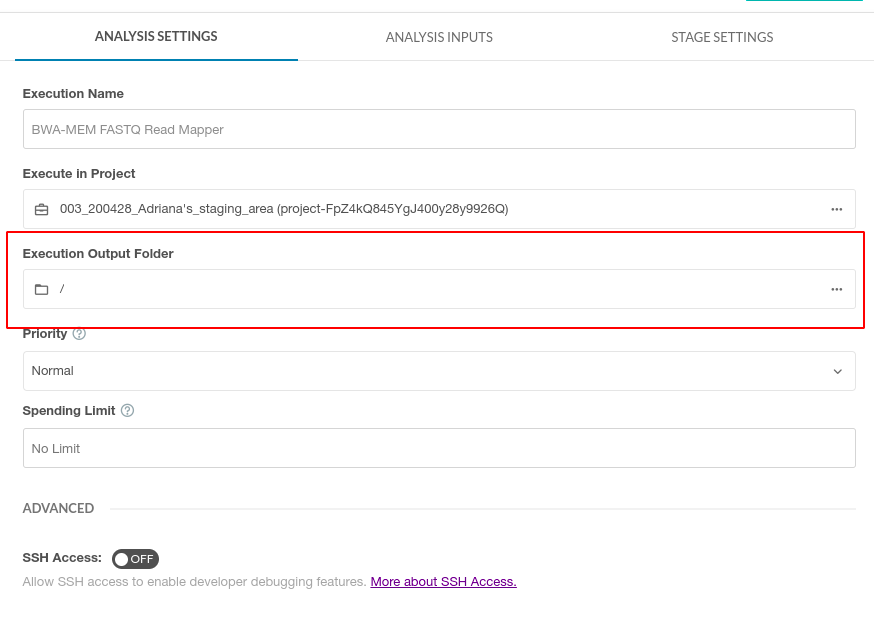 ANALYSIS SETTINGS ANALYSIS INPUTS STAGE SETTINGS
Execution Name
BWA-MEM FASTQ Read Mapper
Execute in Project
003_200428_Adriana's_staging_area (project-FpZ4kQ845YgJ400y28y9926Q)
Execution Output Folder
/
Priority
Normal
Spending Limit
No Limit
ADVANCED
SSH Access: OFF
Allow SSH access to enable developer debugging features. More about SSH Access.